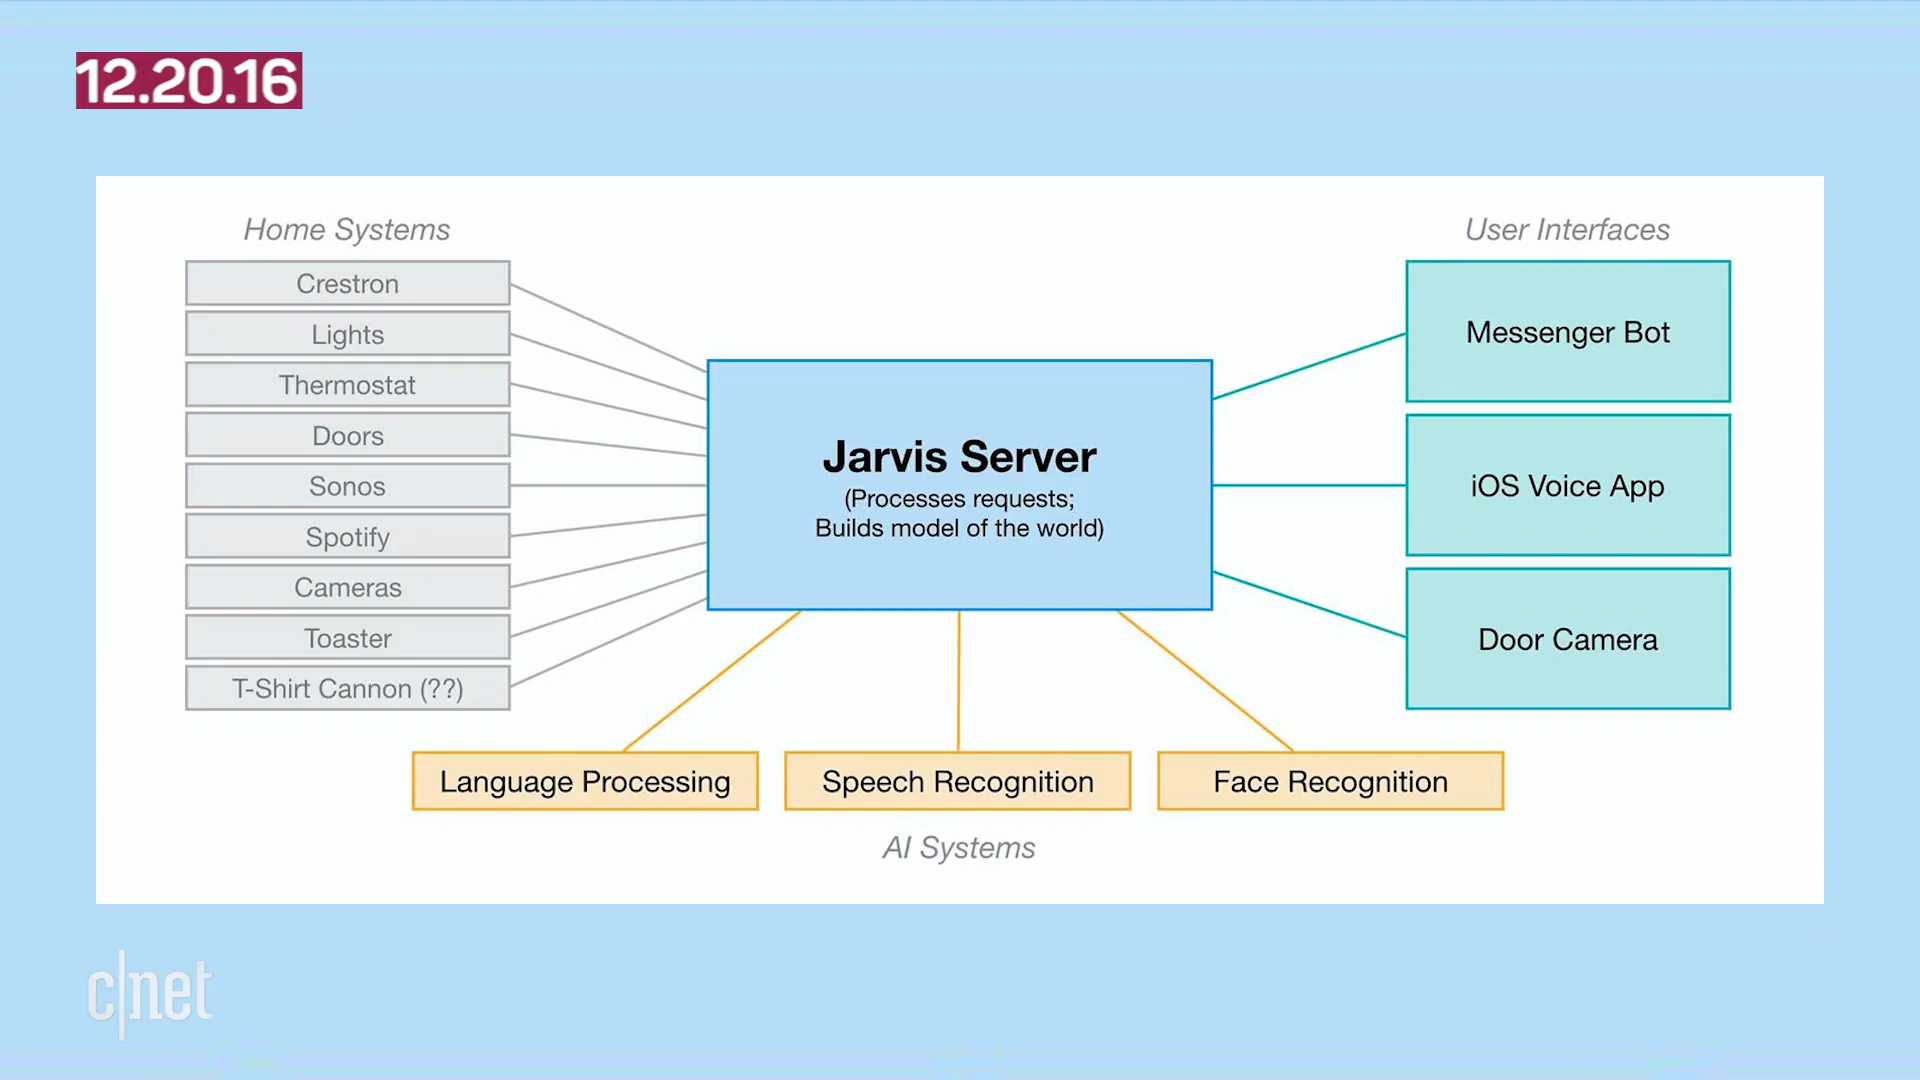 12.20.16
Home Systems
Crestron
Lights
Thermostat
Doors
Sonos
Spotify
Cameras
Toaster
T-Shirt Cannon (??)
Jarvis Server
(Processes requests;
Builds model of the world)
User Interfaces
Messenger Bot
iOS Voice App
Door Camera
Language Processing
Speech Recognition
Face Recognition
AI Systems
c|net